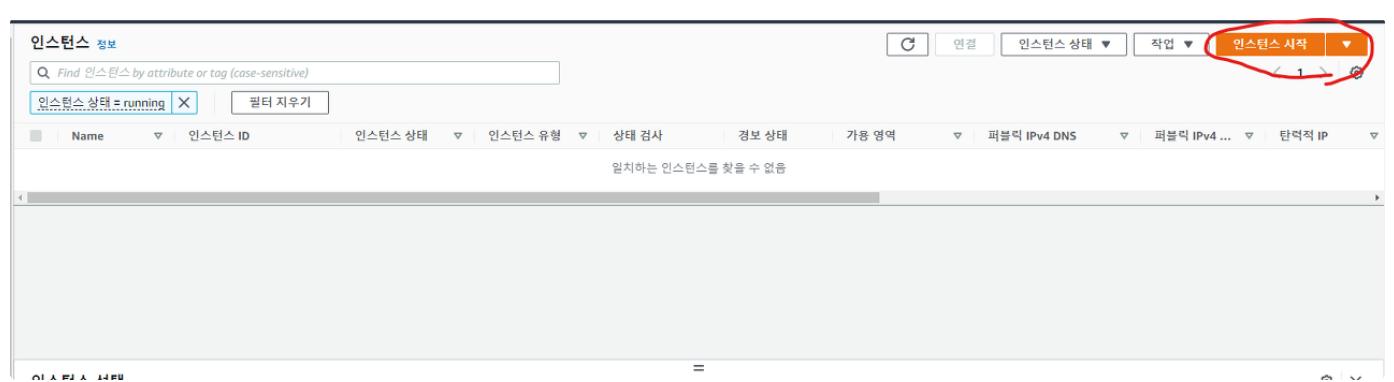 인스턴스 정보 연결 인스턴스 상태 ▼ 작업 ▼ 인스턴스 시작 ▼
Find 인스턴스 by attribute or tag (case-sensitive) 1
인스턴스 상태 = running 필터 지우기
Name 인스턴스 ID 인스턴스 상태 인스턴스 유형 상태 검사 경보 상태 가용 영역 퍼블릭 IPv4 DNS 퍼블릭 IPv4 ... 탄력적 IP
일치하는 인스턴스를 찾을 수 없음
인스턴스 선택